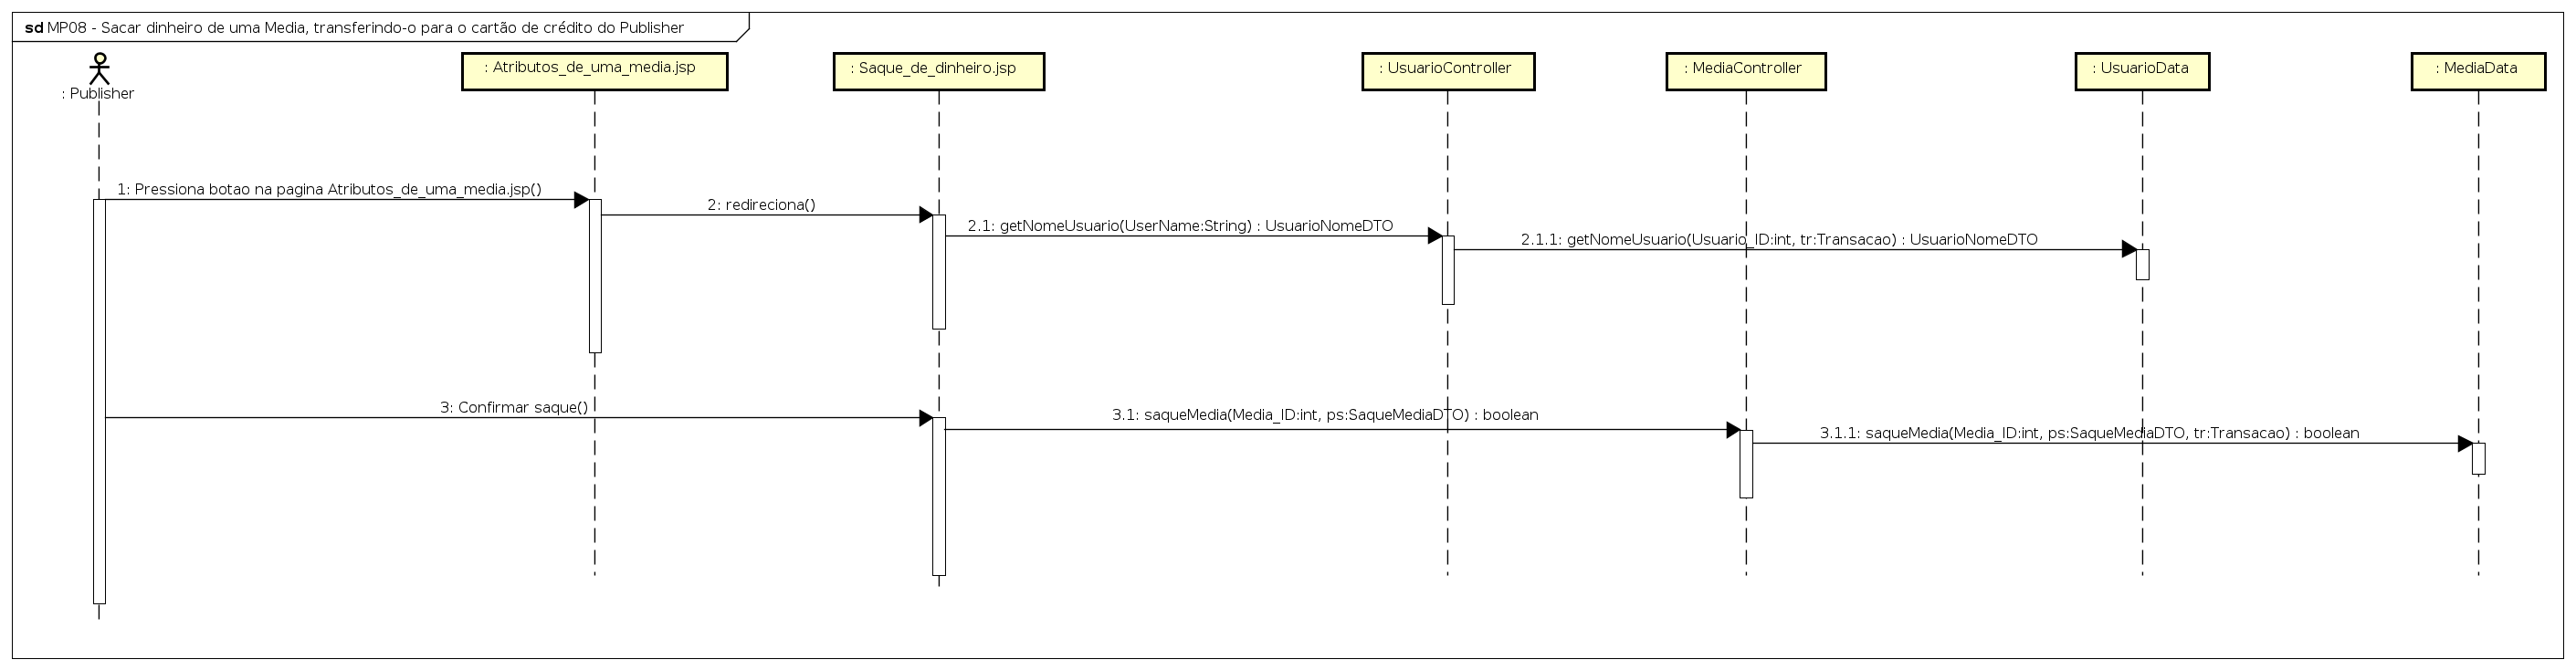 sd MP08 - Sacar dinheiro de uma Media, transferindo-o para o cartão de crédito do Publisher
: Publisher
: Atributos_de_uma_media.jsp
: Saque_de_dinheiro.jsp
: UsuarioController
: MediaController
: UsuarioData
: MediaData
1: Pressiona botao na pagina Atributos_de_uma_media.jsp()
2: redireciona()
2.1: getNomeUsuario(UserName:String) : UsuarioNomeDTO
2.1.1: getNomeUsuario(Usuario_ID:int, tr:Transacao) : UsuarioNomeDTO
3: Confirmar saque()
3.1: saqueMedia(Media_ID:int, ps:SaqueMediaDTO) : boolean
3.1.1: saqueMedia(Media_ID:int, ps:SaqueMediaDTO, tr:Transacao) : boolean